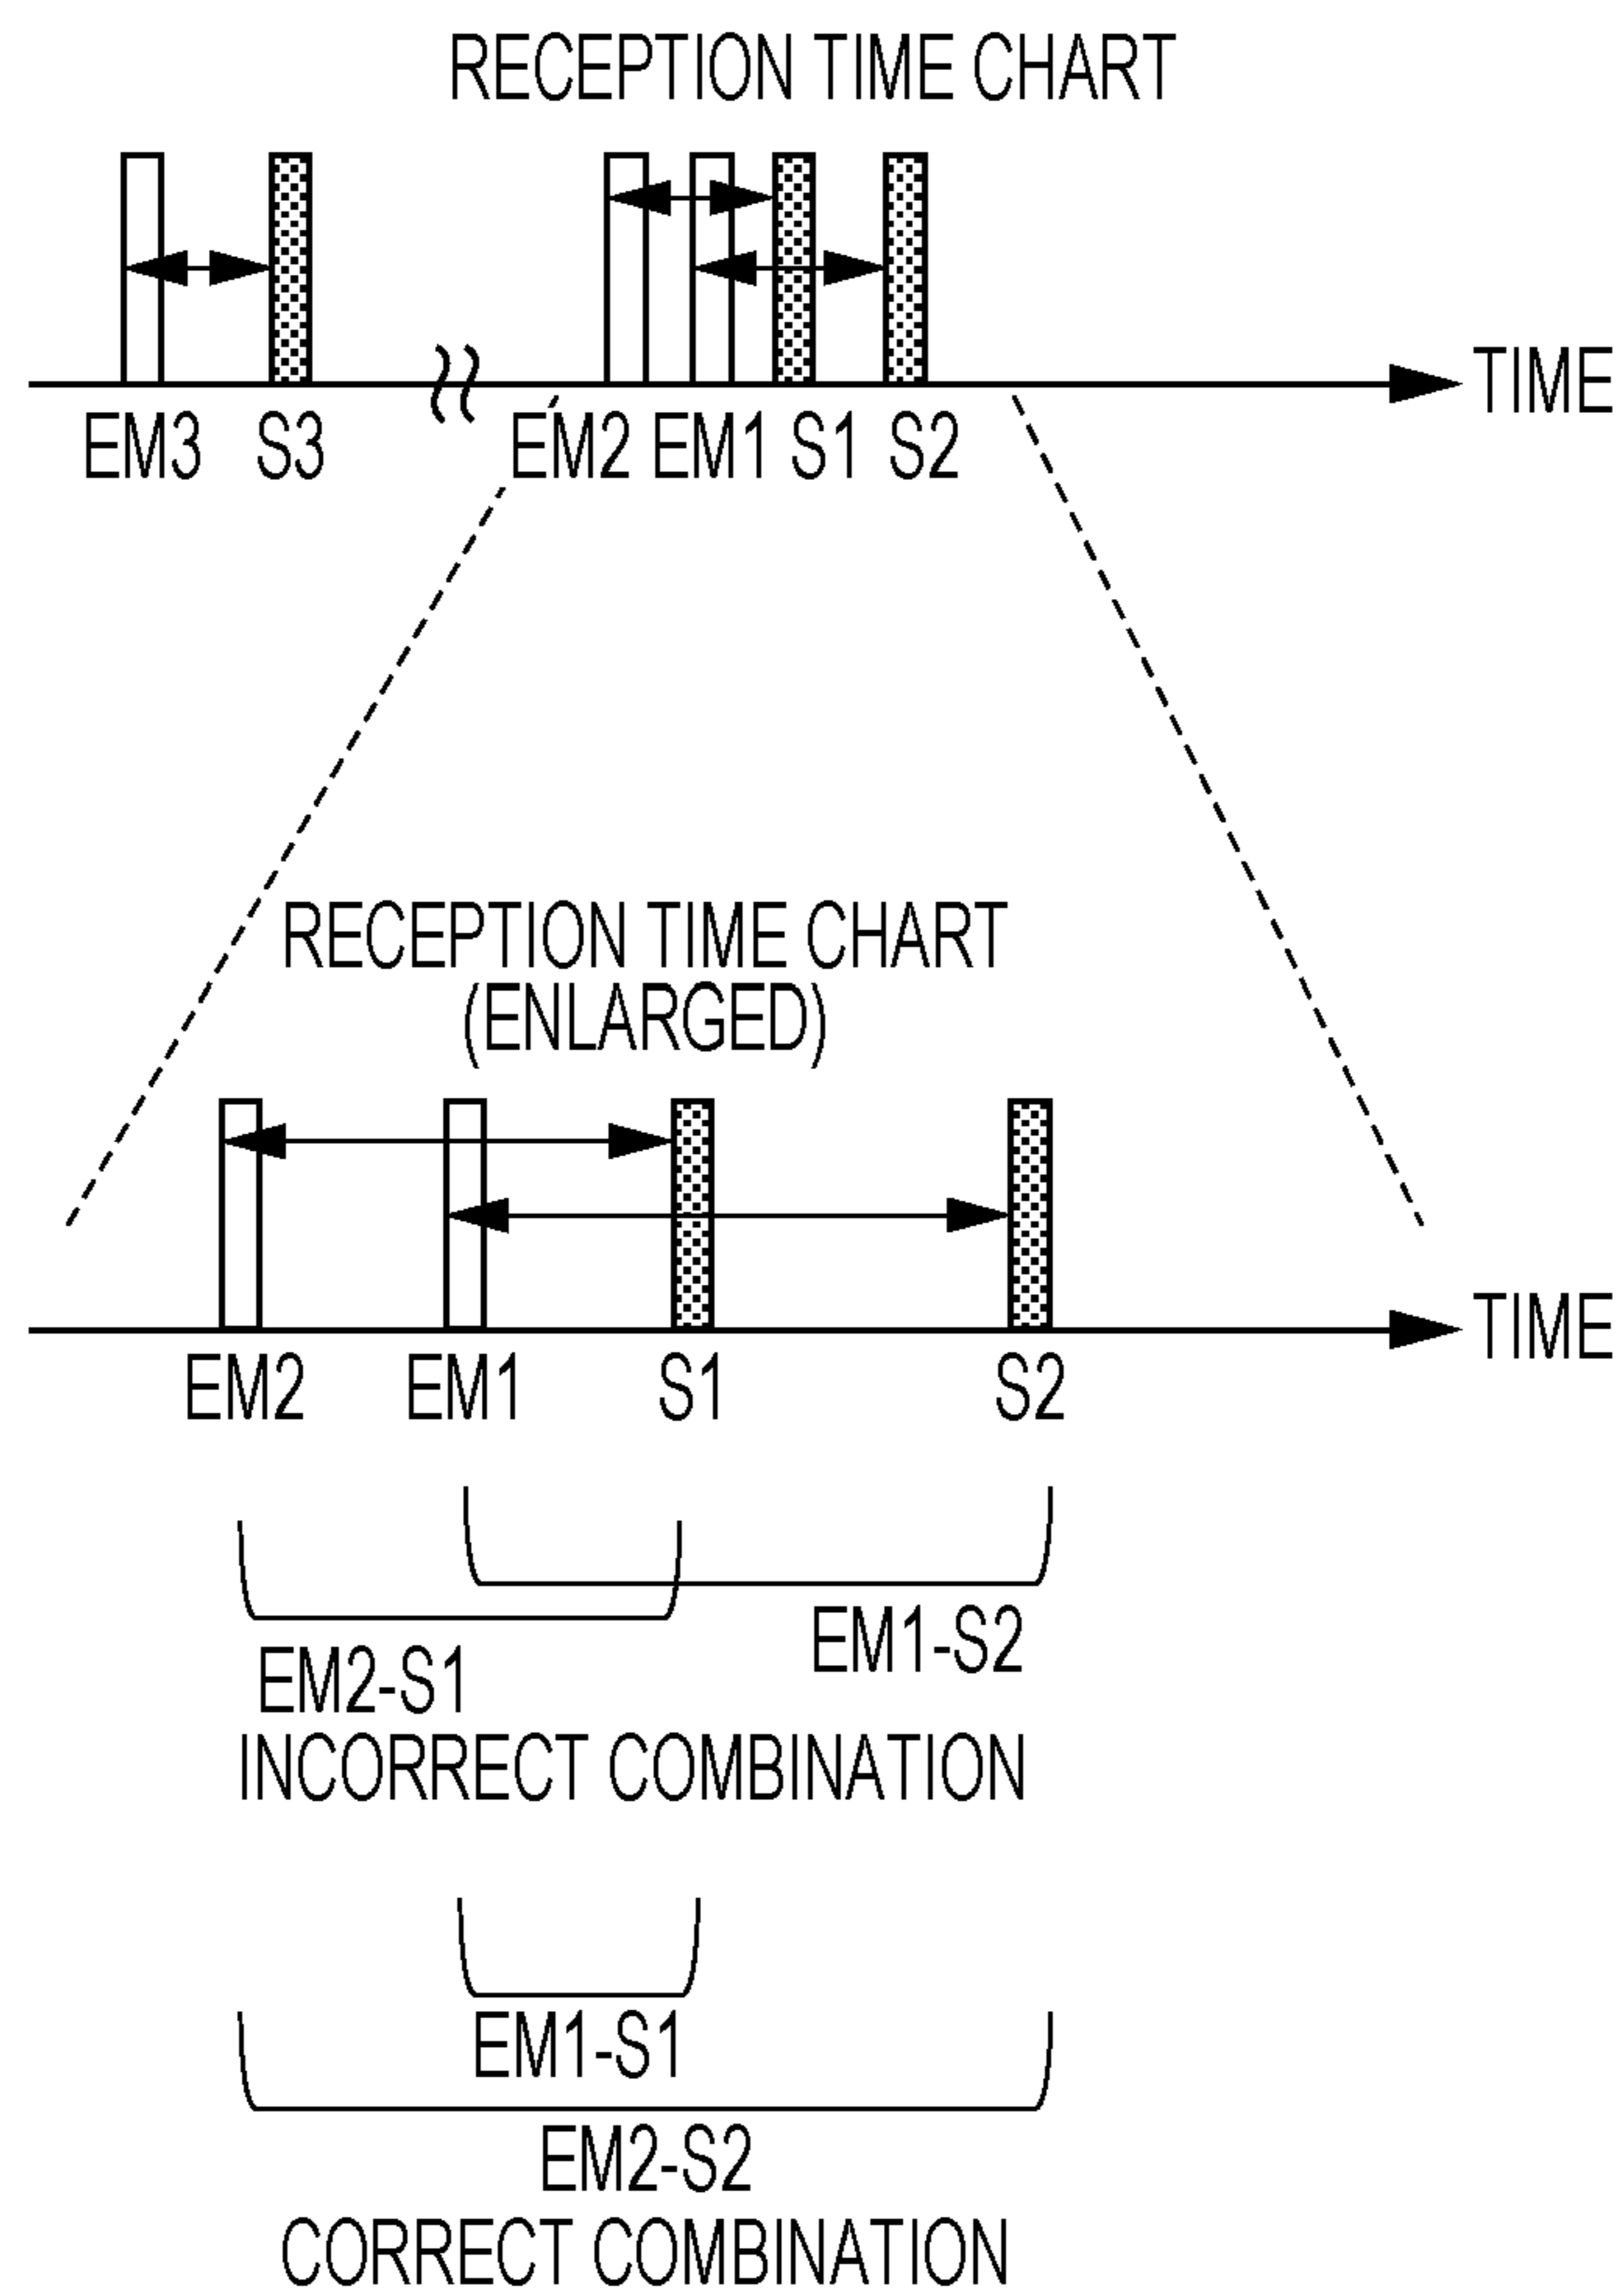 RECEPTION TIME CHART
TIME
EM3 S3 EM2 EM1 S1 S2
RECEPTION TIME CHART
(ENLARGED)
TIME
EM2 EM1 S1 S2
EM1-S2
EM2-S1
INCORRECT COMBINATION
EM1-S1
EM2-S2
CORRECT COMBINATION